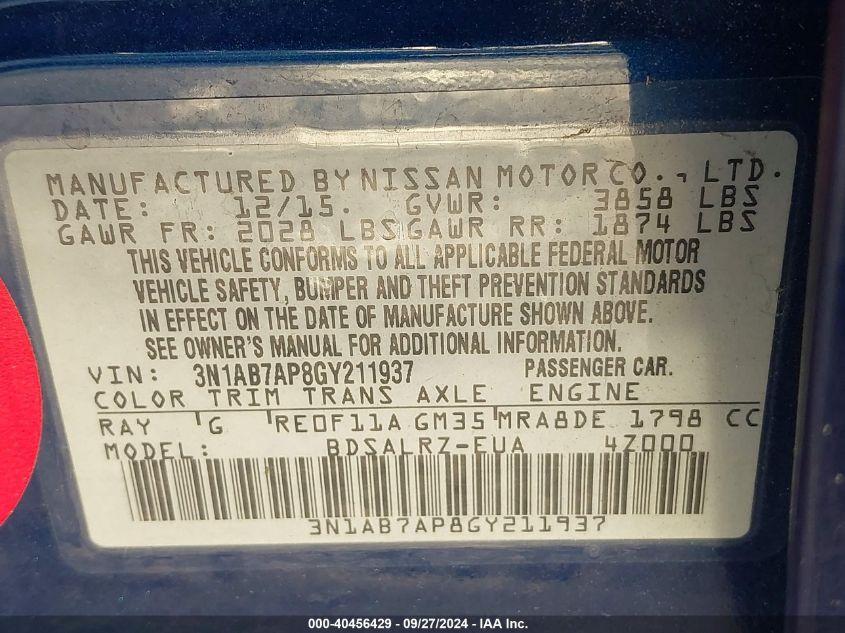 MANUFACTURED BY NISSAN MOTOR CO., LTD.
DATE: 12/15. GVWR: 3858 LBS
GAWR FR: 2028 LBS GAWR RR: 1874 LBS
THIS VEHICLE CONFORMS TO ALL APPLICABLE FEDERAL MOTOR
VEHICLE SAFETY, BUMPER AND THEFT PREVENTION STANDARDS
IN EFFECT ON THE DATE OF MANUFACTURE SHOWN ABOVE.
SEE OWNER'S MANUAL FOR ADDITIONAL INFORMATION.
VIN: 3N1AB7AP8GY211937 PASSENGER CAR.
COLOR TRIM TRANS AXLE ENGINE
RAY G RE0F11A GM35 MRA8DE 1798 CC
MODEL: BDSALRZ-EUA 4Z000
3N1AB7AP8GY211937
000-40456429 - 09/27/2024 - IAA Inc.